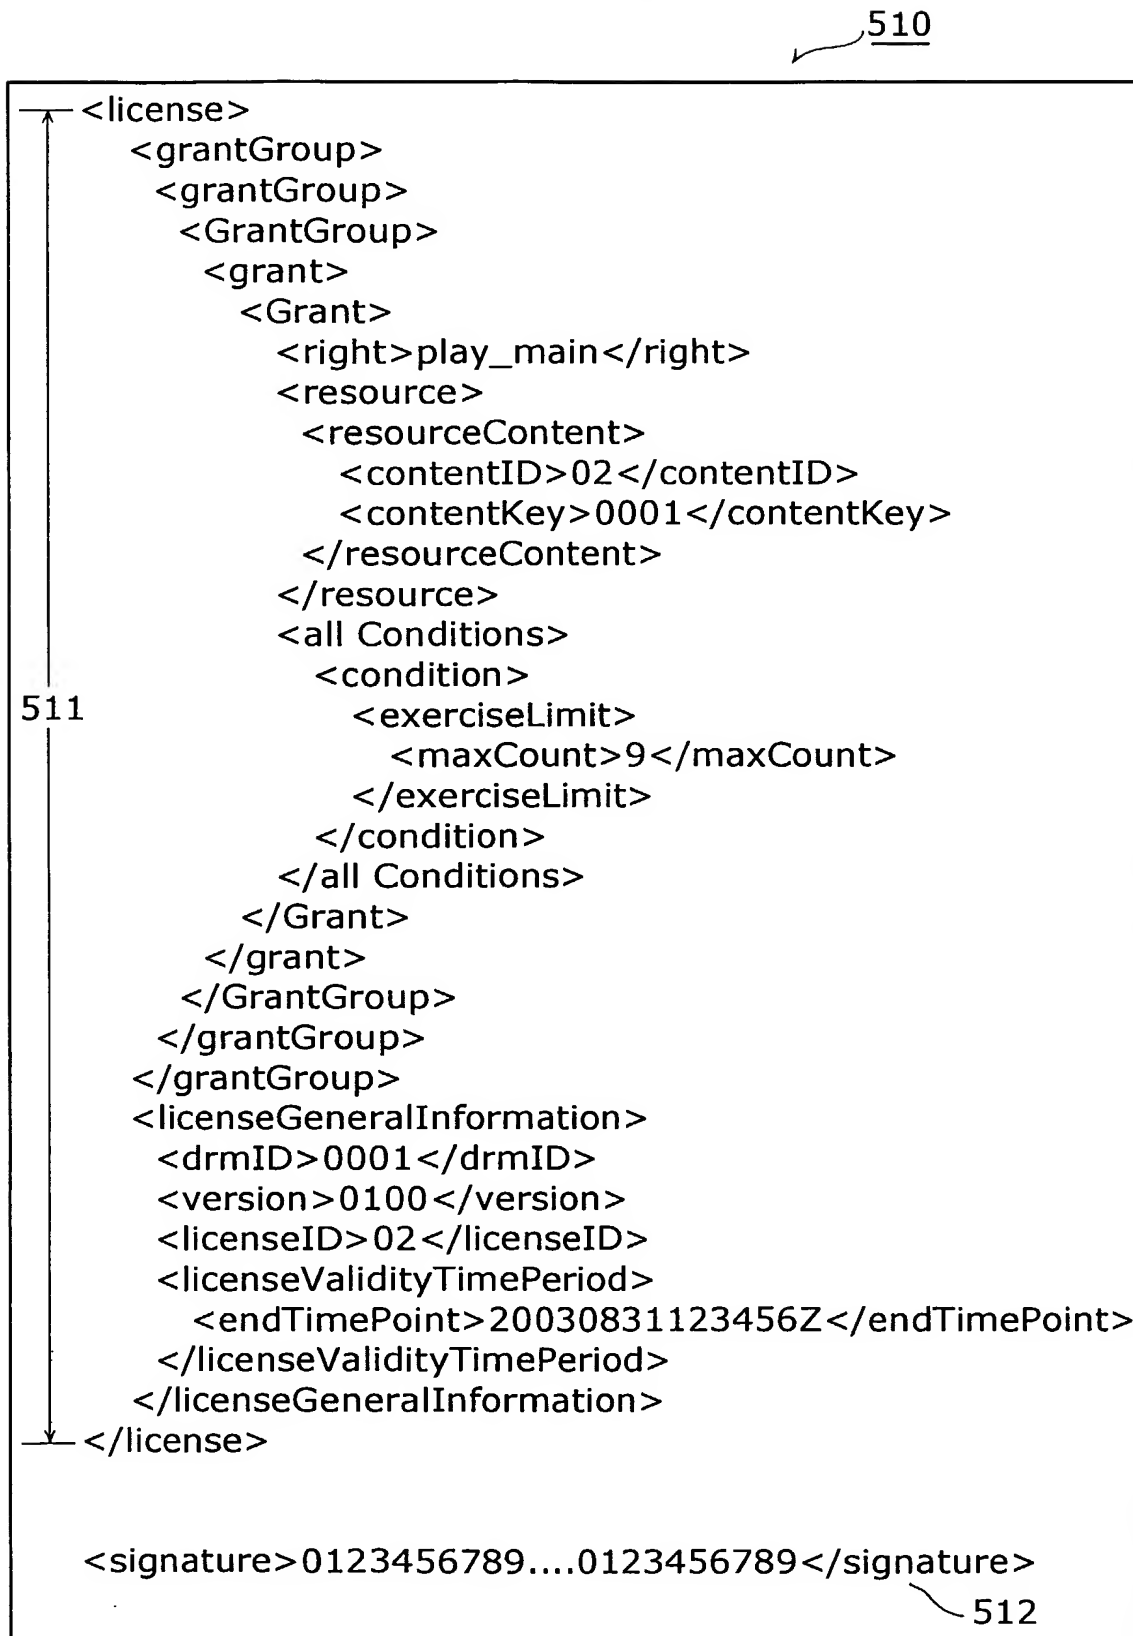 510
<license>
<grantGroup>
<grantGroup>
<GrantGroup>
<grant>
<Grant>
<right>play_main</right>
<resource>
<resourceContent>
<contentID>02</contentID>
<contentKey>0001</contentKey>
</resourceContent>
</resource>
<all Conditions>
<condition>
511
<exerciseLimit>
<maxCount>9</maxCount>
</exerciseLimit>
</condition>
</all Conditions>
</Grant>
</grant>
</GrantGroup>
</grantGroup>
</grantGroup>
<licenseGeneralInformation>
<drmID>0001</drmID>
<version>0100</version>
<licenseID>02</licenseID>
<licenseValidityTimePeriod>
<endTimePoint>20030831123456Z</endTimePoint>
</licenseValidityTimePeriod>
</licenseGeneralInformation>
</license>
<signature>0123456789....0123456789</signature>
512